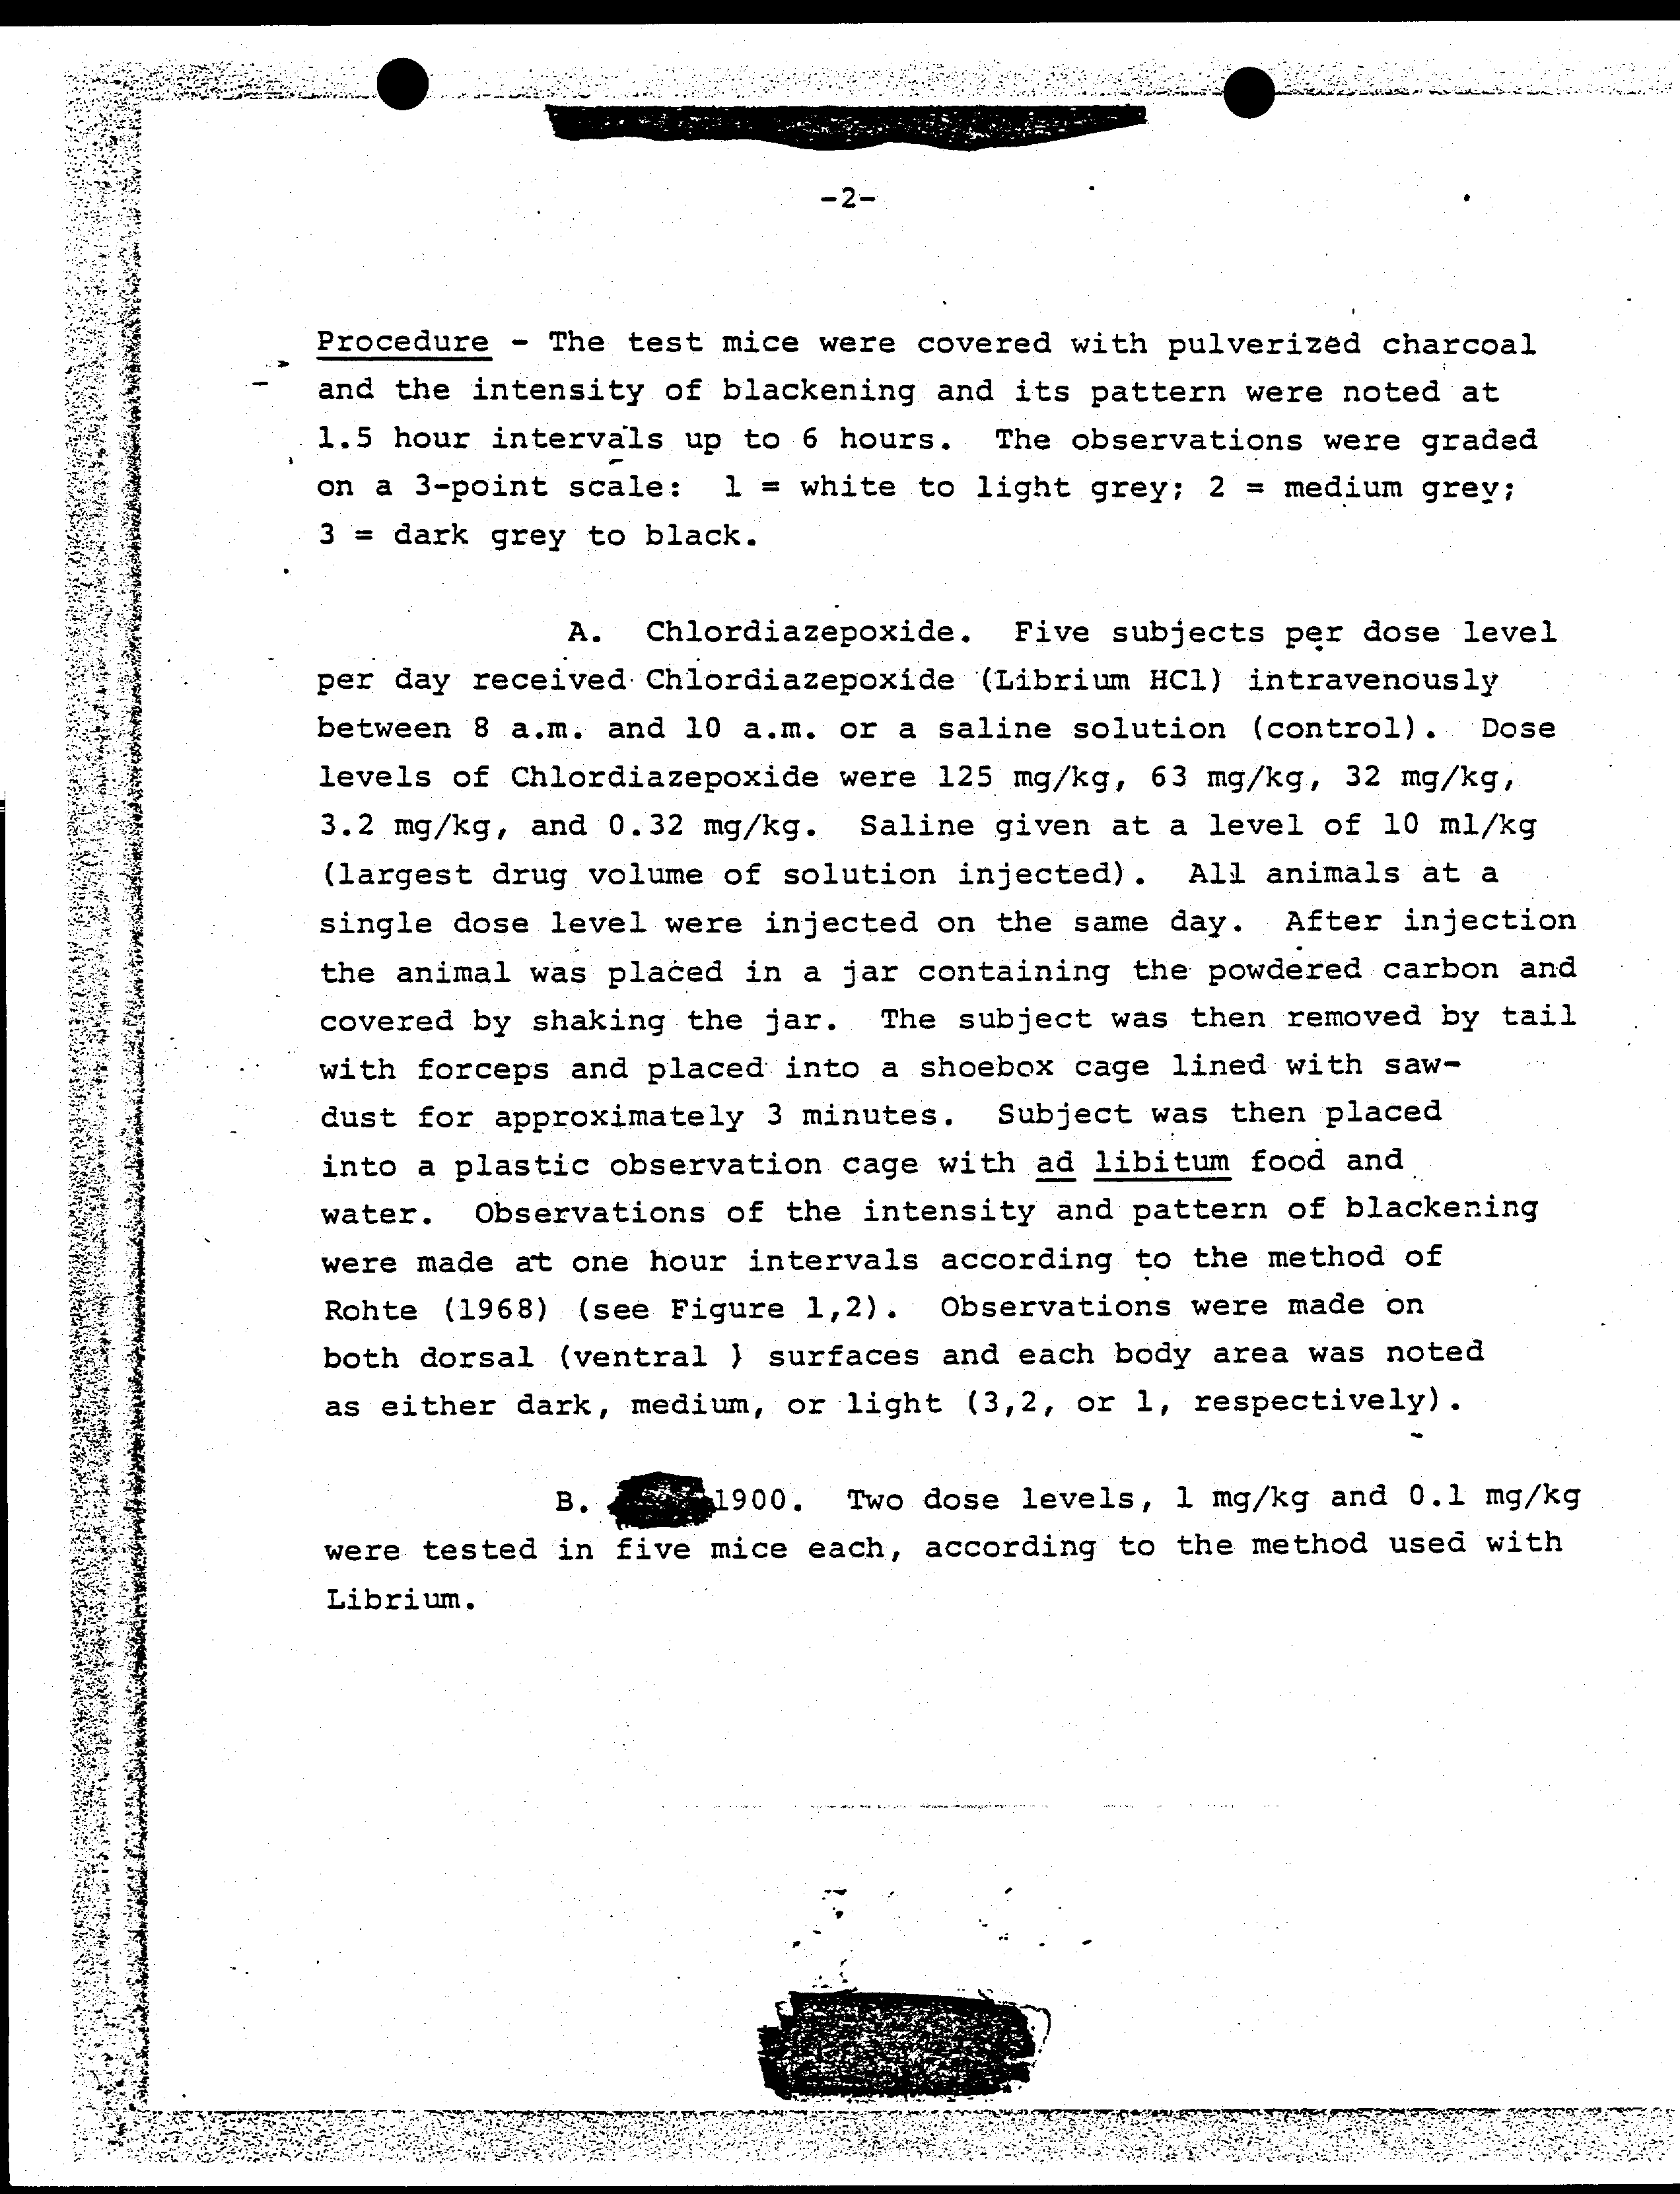 -2-
Procedure - The test mice were covered with pulverized charcoal
and the intensity of blackening and its pattern were noted at
1.5 hour intervals up to 6 hours. The observations were graded
on a 3-point scale: 1 = white to light grey; 2 = medium grey;
3 = dark grey to black.
A. Chlordiazepoxide. Five subjects per dose level
per day received Chlordiazepoxide (Librium HCl) intravenously
between 8 a.m. and 10 a.m. or a saline solution (control). Dose
levels of Chlordiazepoxide were 125 mg/kg, 63 mg/kg, 32 mg/kg,
3.2 mg/kg, and 0.32 mg/kg. Saline given at a level of 10 ml/kg
(largest drug volume of solution injected). All animals at a
single dose level were injected on the same day. After injection
the animal was placed in a jar containing the powdered carbon and
covered by shaking the jar. The subject was then removed by tail
with forceps and placed into a shoebox cage lined with saw-
dust for approximately 3 minutes. Subject was then placed
into a plastic observation cage with ad libitum food and
water. Observations of the intensity and pattern of blackening
were made at one hour intervals according to the method of
Rohte (1968) (see Figure 1,2). Observations were made on
both dorsal (ventral ) surfaces and each body area was noted
as either dark, medium, or light (3,2, or 1, respectively).
B. 1900. Two dose levels, 1 mg/kg and 0.1 mg/kg
were tested in five mice each, according to the method used with
Librium.